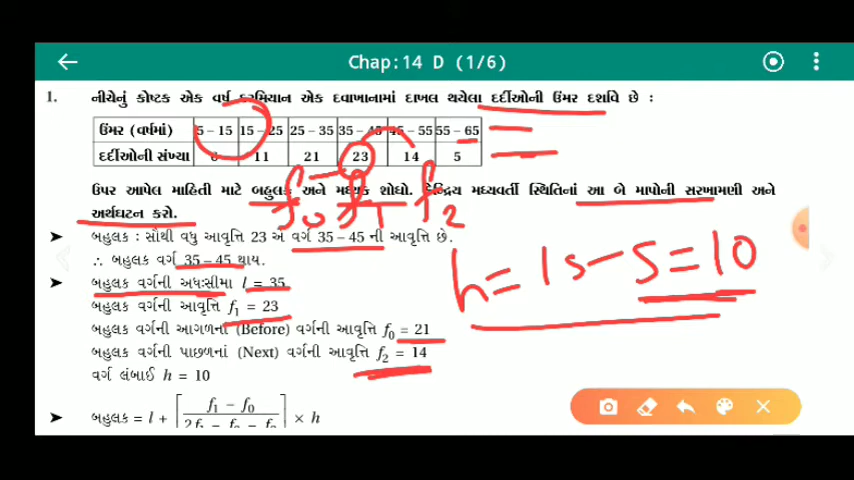 Chap:14 D (1/6)
1. નીચેનું કોષ્ટક એક વર્ષ દરમિયાન એક દવાખાનામાં દાખલ થયેલા દર્દીઓની ઉંમર દર્શાવે છે :
ઉંમર (વર્ષમાં) 5 – 15 15 – 25 25 – 35 35 – 45 45 – 55 55 – 65
દર્દીઓની સંખ્યા 11 21 23 14 5
ઉપર આપેલ માહિતી માટે બહુલક અને મધ્યક શોધો. કેન્દ્રિય મધ્યવર્તી સ્થિતિનાં આ બે માપોની સરખામણી અને
અર્થઘટન કરો.
f₀ f₁ f₂
➤ બહુલક : સૌથી વધુ આવૃત્તિ 23 એ વર્ગ 35 – 45 ની આવૃત્તિ છે.
∴ બહુલક વર્ગ 35 – 45 થાય.
h = 15 – 5 = 10
➤ બહુલક વર્ગની અધઃસીમા l = 35
બહુલક વર્ગની આવૃત્તિ f₁ = 23
બહુલક વર્ગની આગળનાં (Before) વર્ગની આવૃત્તિ f₀ = 21
બહુલક વર્ગની પાછળનાં (Next) વર્ગની આવૃત્તિ f₂ = 14
વર્ગ લંબાઈ h = 10
➤ બહુલક = l + [(f₁ – f₀) / (2f₁ – f₀ – f₂)] × h